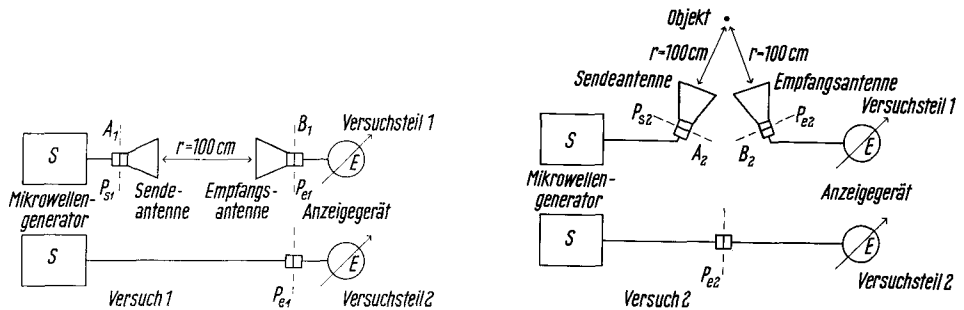 A1
B1
Versuchsteil 1
S
r=100cm
E
Ps1
Pe1
Mikrowellen-
generator
Sende-
antenne
Empfangs-
antenne
Anzeigegerät
S
E
Pe1
Versuchsteil 2
Versuch 1
Objekt
r=100cm
r=100cm
Sendeantenne
Empfangsantenne
Ps2
Pe2
Versuchsteil 1
S
A2
B2
E
Mikrowellen-
generator
Anzeigegerät
S
E
Pe2
Versuchsteil 2
Versuch 2